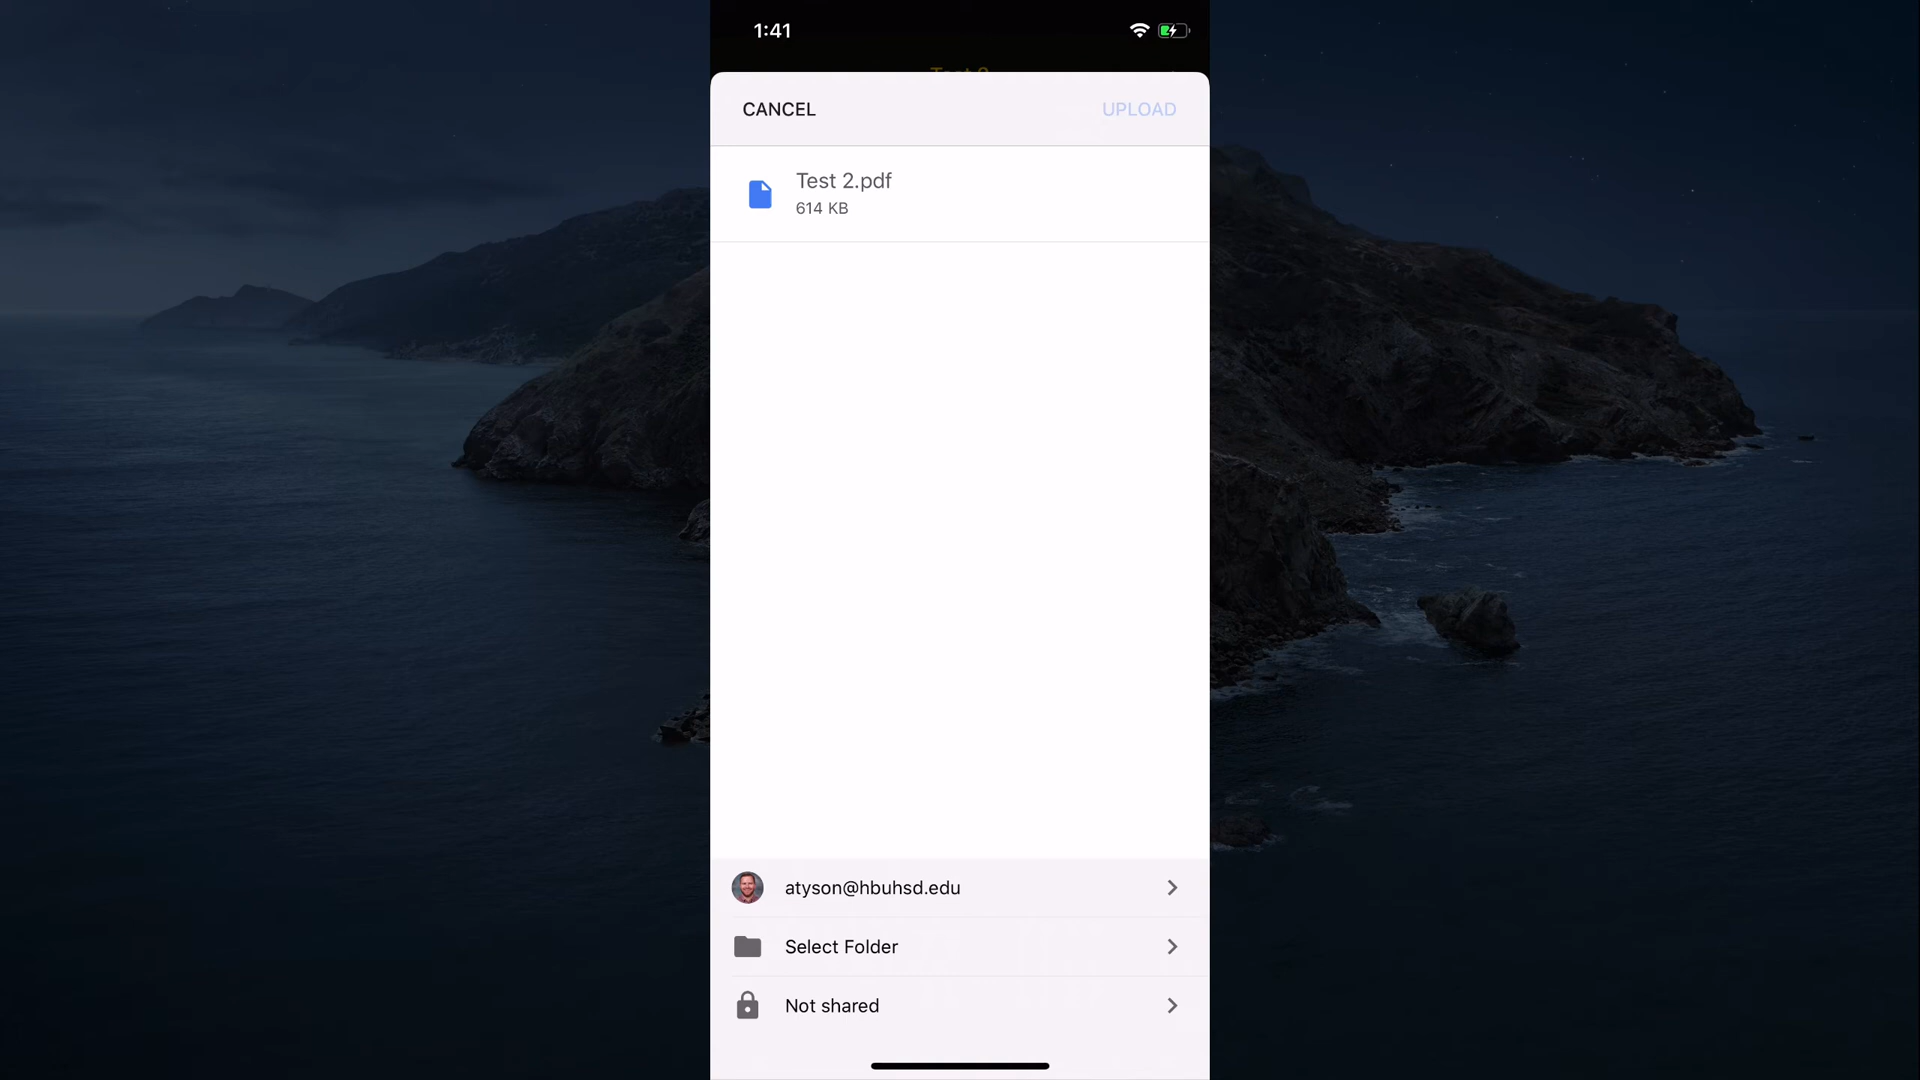 1:41
CANCEL
UPLOAD
Test 2.pdf
614 KB
atyson@hbuhsd.edu
Select Folder
Not shared